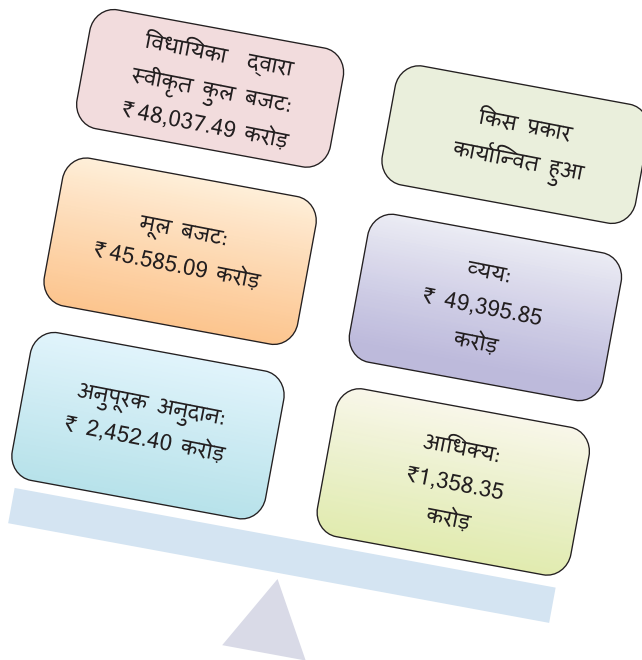 विधायिका द्वारा
स्वीकृत कुल बजट:
₹ 48,037.49 करोड़
मूल बजट:
₹ 45.585.09 करोड़
अनुपूरक अनुदान:
₹ 2,452.40 करोड़
किस प्रकार
कार्यान्वित हुआ
व्यय:
₹ 49,395.85
करोड़
आधिक्य:
₹1,358.35
करोड़